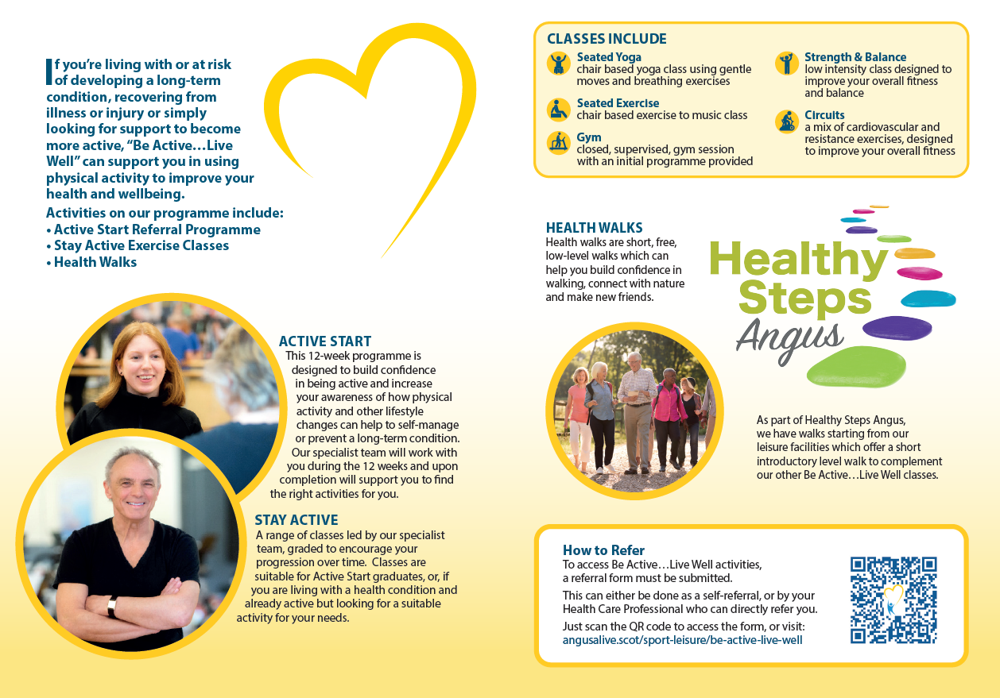 If you’re living with or at risk
of developing a long-term
condition, recovering from
illness or injury or simply
looking for support to become
more active, “Be Active…Live
Well” can support you in using
physical activity to improve your
health and wellbeing.
Activities on our programme include:
• Active Start Referral Programme
• Stay Active Exercise Classes
• Health Walks
ACTIVE START
This 12-week programme is
designed to build confidence
in being active and increase
your awareness of how physical
activity and other lifestyle
changes can help to self-manage
or prevent a long-term condition.
Our specialist team will work with
you during the 12 weeks and upon
completion will support you to find
the right activities for you.
STAY ACTIVE
A range of classes led by our specialist
team, graded to encourage your
progression over time.  Classes are
suitable for Active Start graduates, or, if
you are living with a health condition and
already active but looking for a suitable
activity for your needs.
CLASSES INCLUDE
Seated Yoga
chair based yoga class using gentle
moves and breathing exercises
Seated Exercise
chair based exercise to music class
Gym
closed, supervised, gym session
with an initial programme provided
Strength & Balance
low intensity class designed to
improve your overall fitness
and balance
Circuits
a mix of cardiovascular and
resistance exercises, designed
to improve your overall fitness
HEALTH WALKS
Health walks are short, free,
low-level walks which can
help you build confidence in
walking, connect with nature
and make new friends.
Healthy
Steps
Angus
As part of Healthy Steps Angus,
we have walks starting from our
leisure facilities which offer a short
introductory level walk to complement
our other Be Active…Live Well classes.
How to Refer
To access Be Active…Live Well activities,
a referral form must be submitted.
This can either be done as a self-referral, or by your
Health Care Professional who can directly refer you.
Just scan the QR code to access the form, or visit:
angusalive.scot/sport-leisure/be-active-live-well